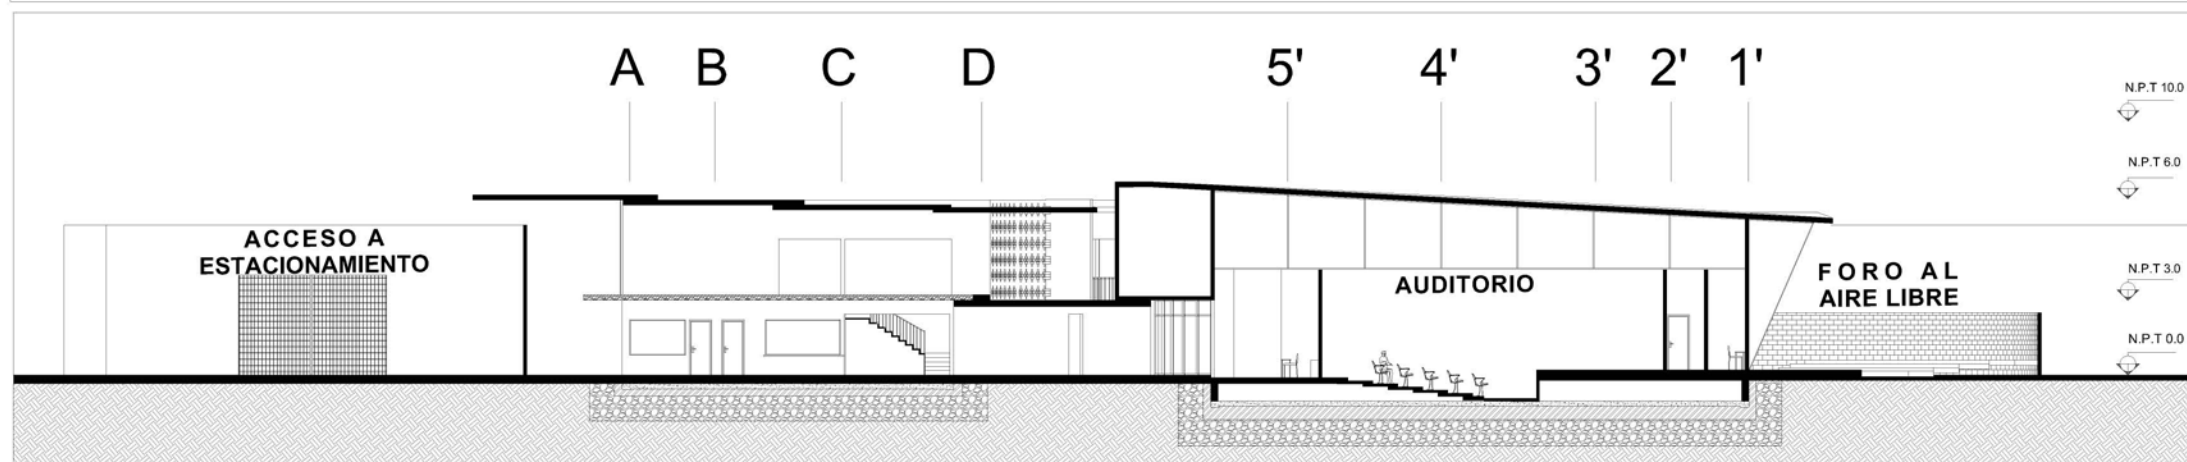 A B C D 5' 4' 3' 2' 1'
N.P.T 10.0
N.P.T 6.0
ACCESO A
ESTACIONAMIENTO
AUDITORIO
FORO AL
AIRE LIBRE
N.P.T 3.0
N.P.T 0.0